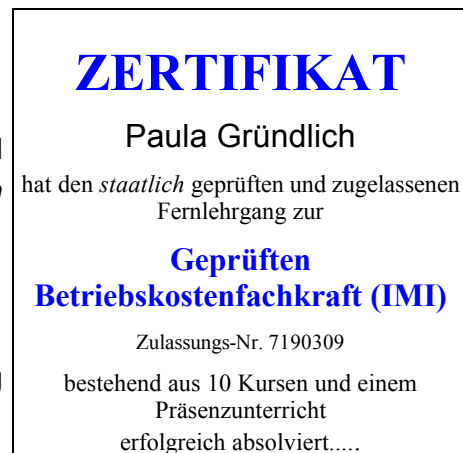 ZERTIFIKAT
Paula Gründlich
hat den staatlich geprüften und zugelassenen
Fernlehrgang zur
Geprüften
Betriebskostenfachkraft (IMI)
Zulassungs-Nr. 7190309
bestehend aus 10 Kursen und einem
Präsenzunterricht
erfolgreich absolviert.....